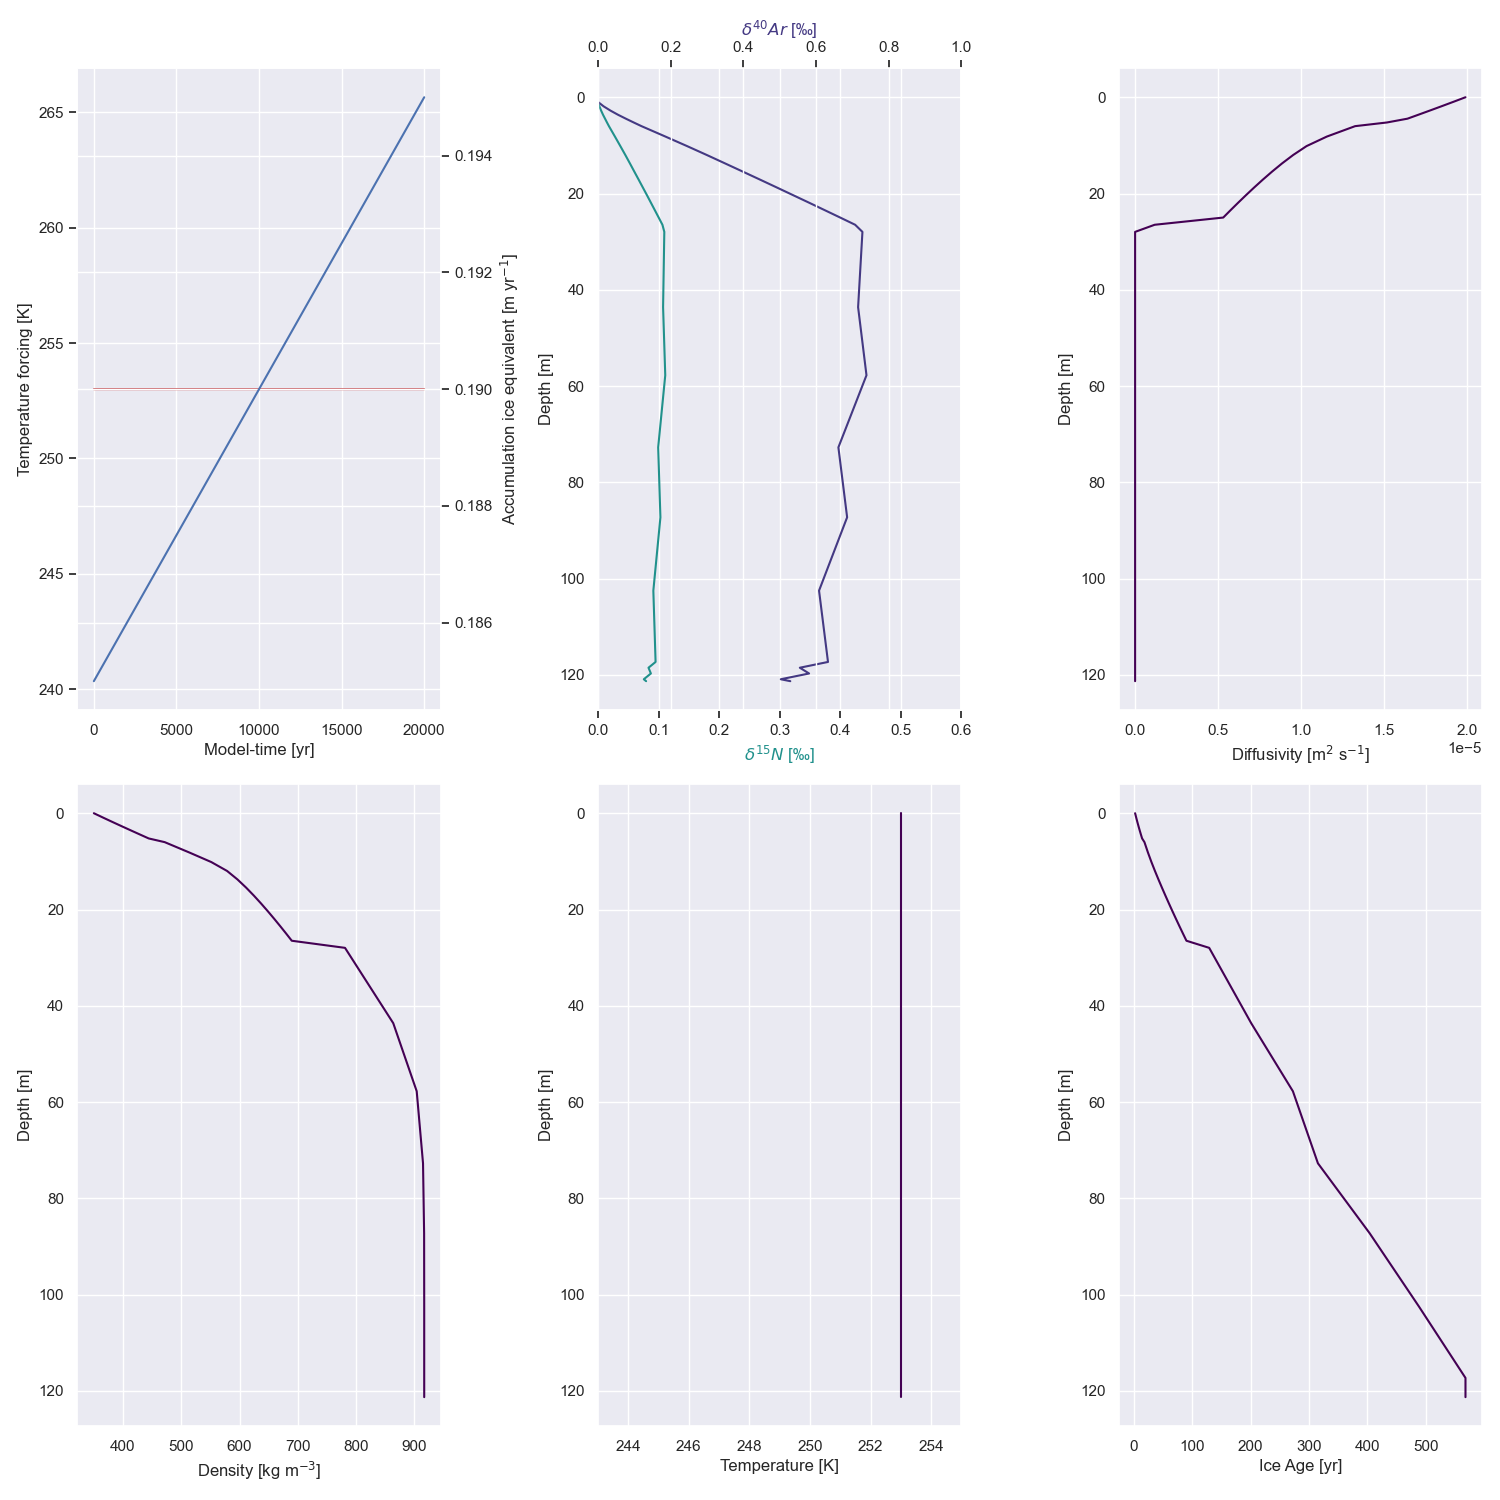 265
260
255
250
245
240
Temperature forcing [K]
0 5000 10000 15000 20000
Model-time [yr]
0.194
0.192
0.190
0.188
0.186
Accumulation ice equivalent [m yr⁻¹]
δ⁴⁰Ar [‰]
0.0 0.2 0.4 0.6 0.8 1.0
0
20
40
60
80
100
120
Depth [m]
0.0 0.1 0.2 0.3 0.4 0.5 0.6
δ¹⁵N [‰]
0
20
40
60
80
100
120
Depth [m]
0.0 0.5 1.0 1.5 2.0
1e−5
Diffusivity [m² s⁻¹]
0
20
40
60
80
100
120
Depth [m]
400 500 600 700 800 900
Density [kg m⁻³]
0
20
40
60
80
100
120
Depth [m]
244 246 248 250 252 254
Temperature [K]
0
20
40
60
80
100
120
Depth [m]
0 100 200 300 400 500
Ice Age [yr]